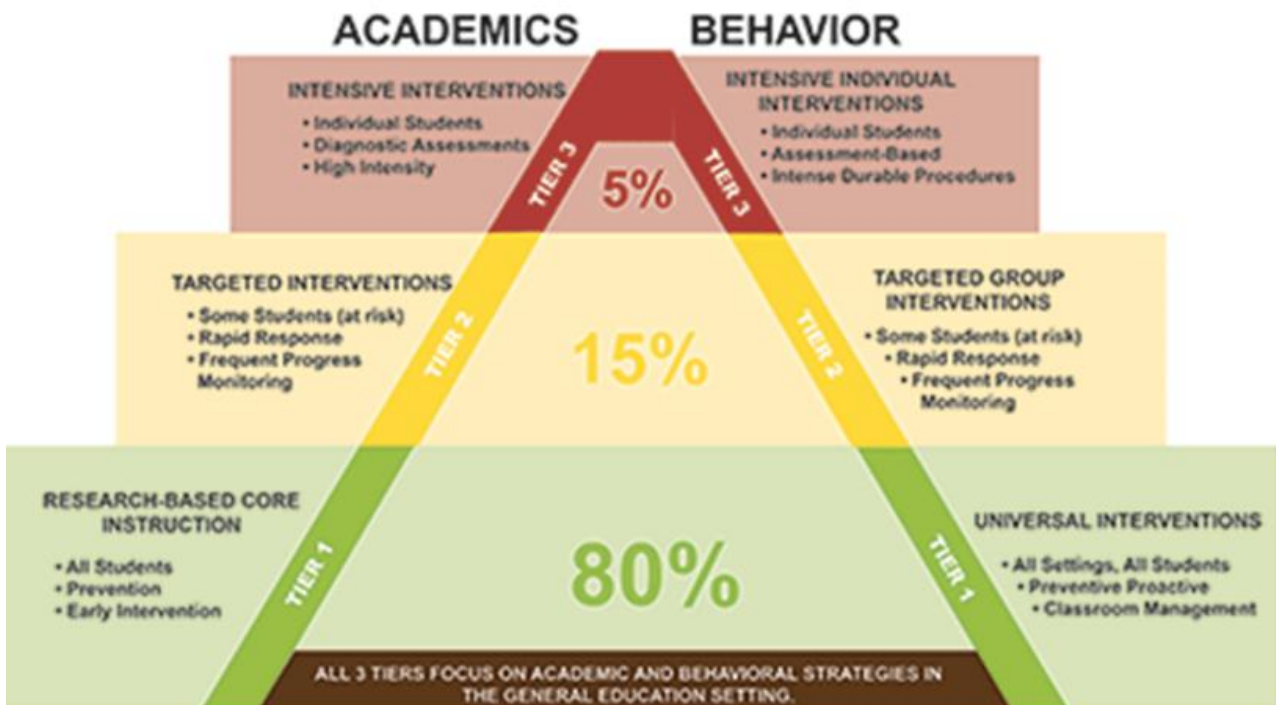 ACADEMICS
BEHAVIOR
INTENSIVE INTERVENTIONS
• Individual Students
• Diagnostic Assessments
• High Intensity
TIER 3
5%
TIER 3
INTENSIVE INDIVIDUAL
INTERVENTIONS
• Individual Students
• Assessment-Based
• Intense Durable Procedures
TARGETED INTERVENTIONS
• Some Students (at risk)
• Rapid Response
• Frequent Progress
Monitoring
TIER 2
15%
TIER 2
TARGETED GROUP
INTERVENTIONS
• Some Students (at risk)
• Rapid Response
• Frequent Progress
Monitoring
RESEARCH-BASED CORE
INSTRUCTION
• All Students
• Prevention
• Early Intervention
TIER 1
80%
TIER 1
UNIVERSAL INTERVENTIONS
• All Settings, All Students
• Preventive Proactive
• Classroom Management
ALL 3 TIERS FOCUS ON ACADEMIC AND BEHAVIORAL STRATEGIES IN
THE GENERAL EDUCATION SETTING.